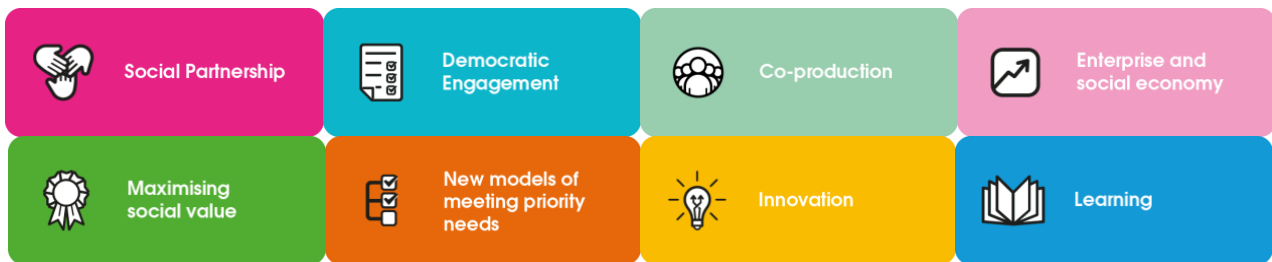 Social Partnership
Democratic
Engagement
Co-production
Enterprise and
social economy
Maximising
social value
New models of
meeting priority
needs
Innovation
Learning